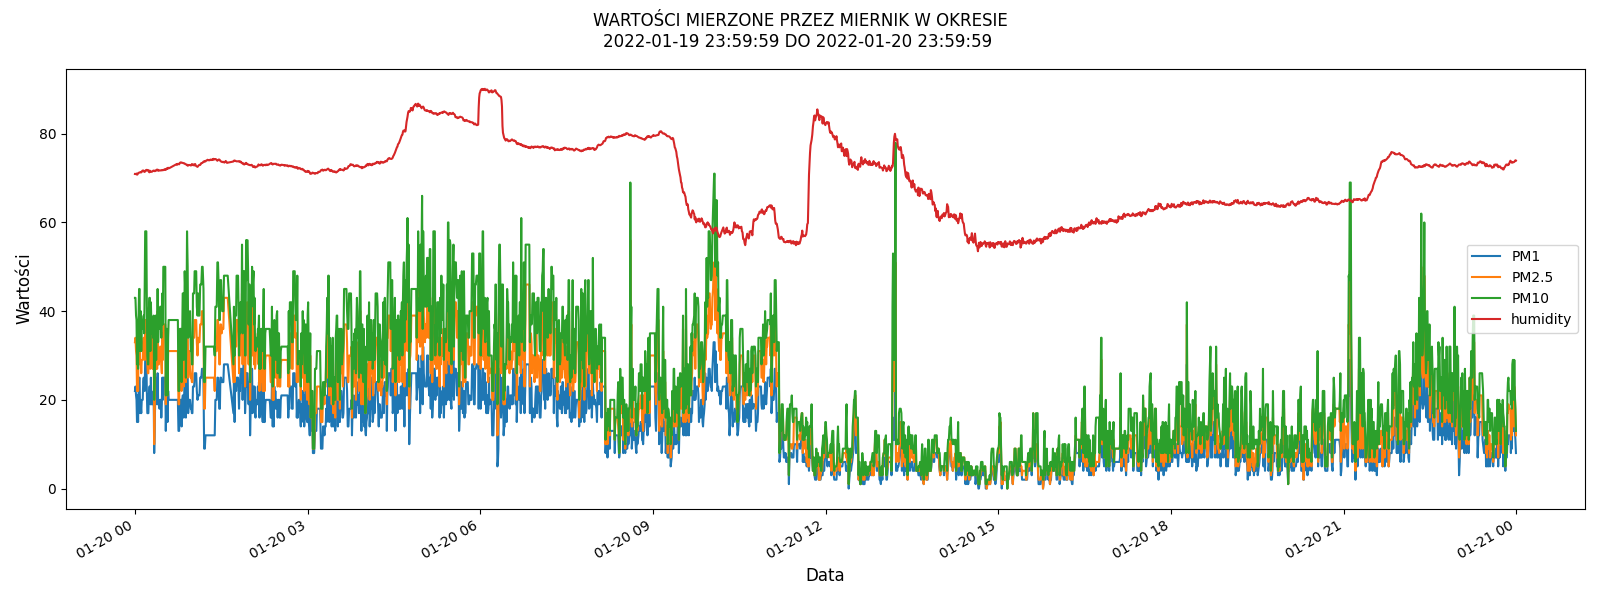 WARTOŚCI MIERZONE PRZEZ MIERNIK W OKRESIE
2022-01-19 23:59:59 DO 2022-01-20 23:59:59
Wartości
80
60
40
20
0
PM1
PM2.5
PM10
humidity
01-20 00
01-20 03
01-20 06
01-20 09
01-20 12
01-20 15
01-20 18
01-20 21
01-21 00
Data